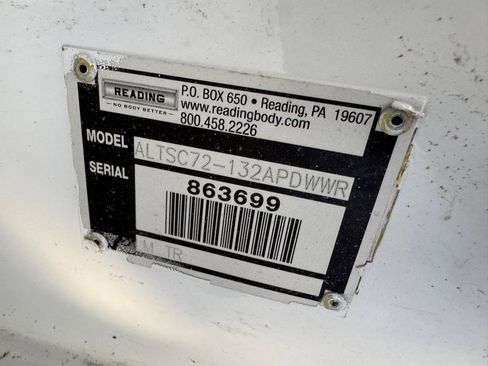 READING
NO BODY BETTER
P.O. BOX 650 • Reading, PA 19607
www.readingbody.com
800.458.2226
MODEL ALTSC72-132APDWWR
SERIAL
863699
M TR